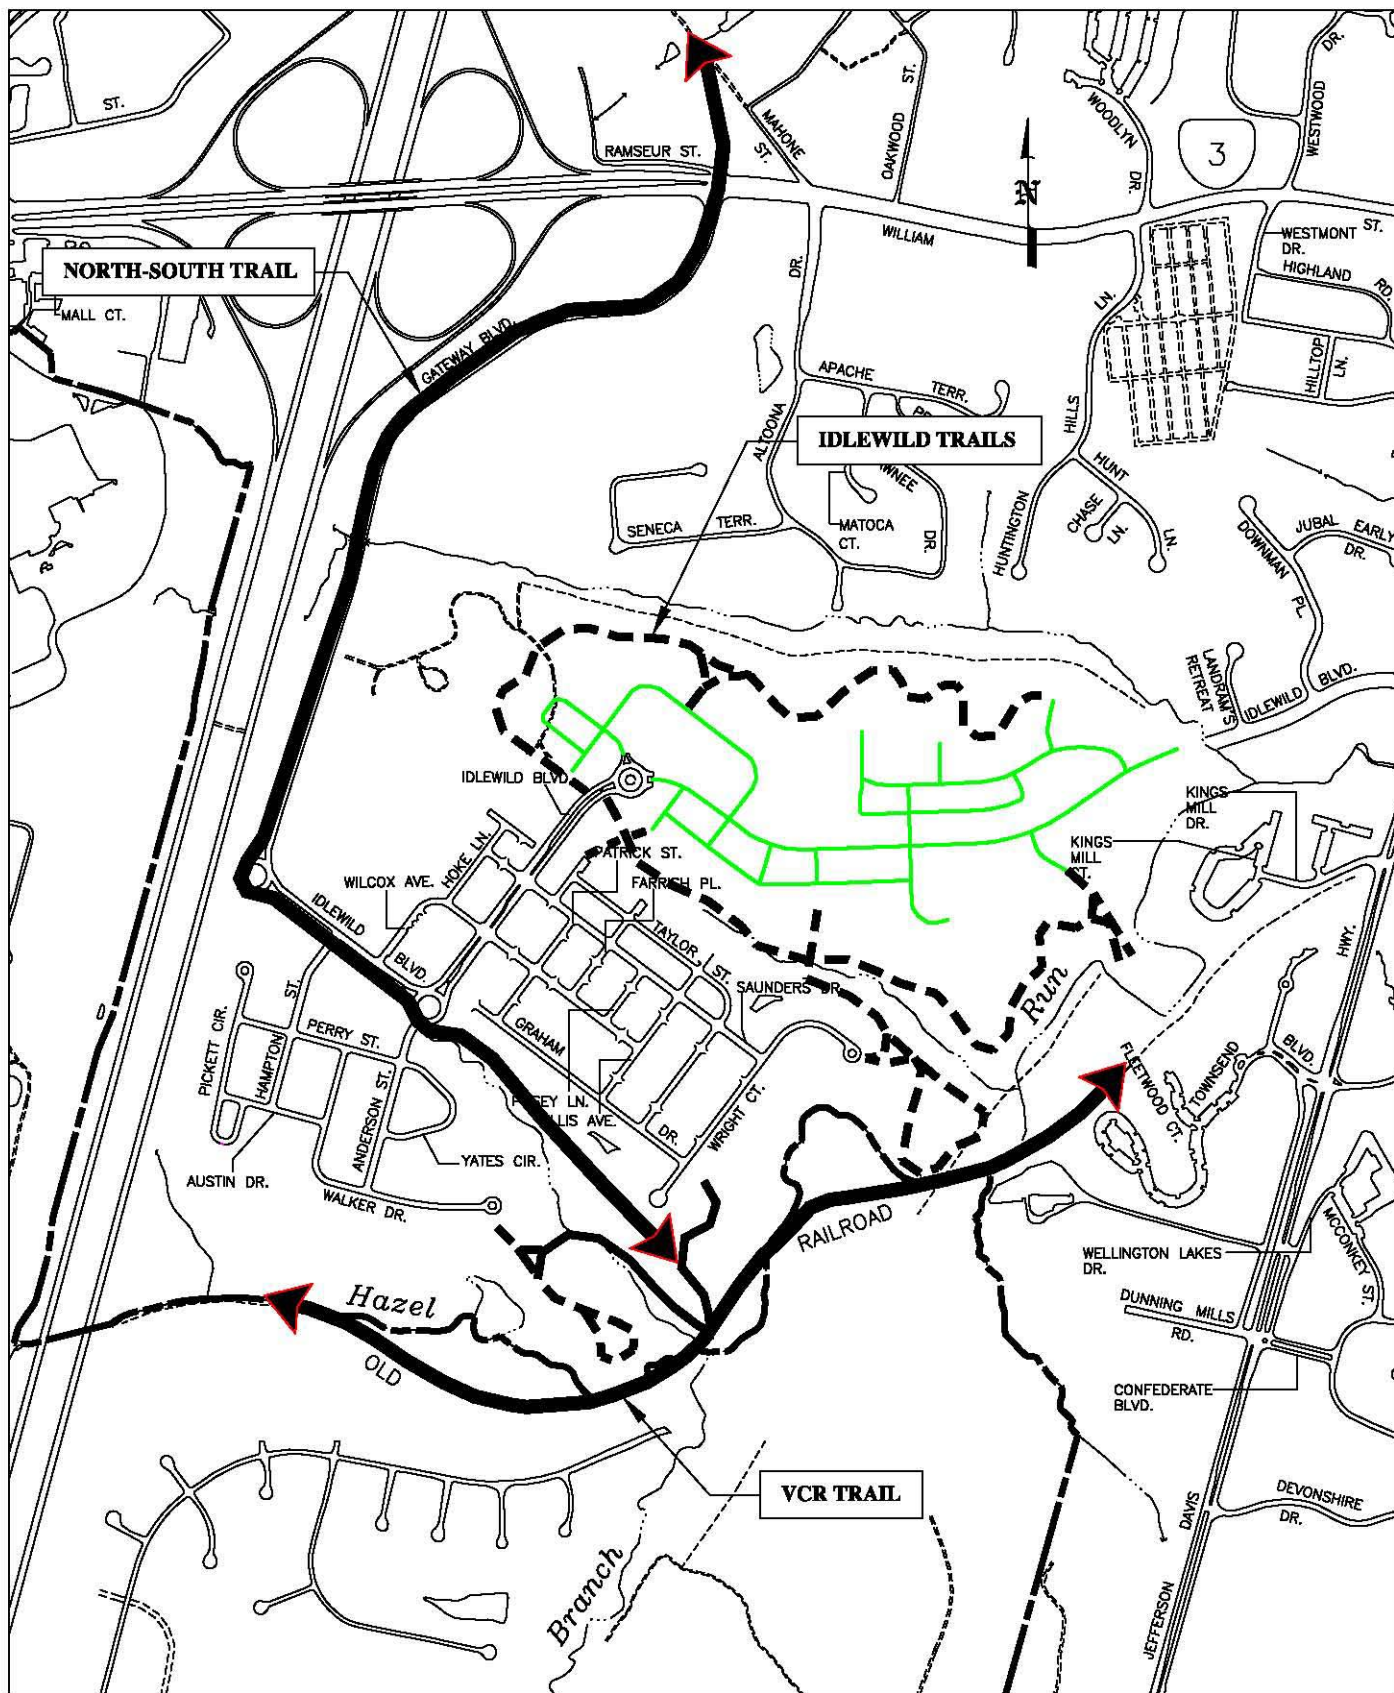 ST.
RAMSEUR ST.
MAHONE
ST.
OAKWOOD
ST.
WOODLYN
DR.
3
WESTWOOD
DR.
N
WILLIAM
ST.
WESTMONT
DR.
HIGHLAND
RD.
HILLTOP
LN.
NORTH-SOUTH TRAIL
MALL CT.
GATEWAY BLVD.
DR.
ALTOONA
APACHE
TERR.
IDLEWILD TRAILS
MATOCA
CT.
DR.
SENECA
TERR.
LN.
HILLS
HUNTINGTON
HUNT
LN.
CHASE
LN.
DOWNMAN
PL.
JUBAL EARLY
DR.
LANDRAM'S
RETREAT
IDLEWILD
BLVD.
IDLEWILD BLVD.
KINGS
MILL
DR.
KINGS
MILL
CT.
HOKE LN.
WILCOX AVE.
PATRICK ST.
FARRISH PL.
IDLEWILD
BLVD.
TAYLOR
ST.
SAUNDERS DR.
Run
HWY.
PICKETT CIR.
HAMPTON
ST.
PERRY ST.
ANDERSON ST.
GRAHAM
DR.
WRIGHT CT.
FLEETWOOD CT.
TOWNSEND
BLVD.
YATES CIR.
AUSTIN DR.
WALKER DR.
RAILROAD
WELLINGTON LAKES
DR.
MCCONKEY
ST.
DUNNING MILLS
RD.
Hazel
OLD
CONFEDERATE
BLVD.
VCR TRAIL
DEVONSHIRE
DR.
Branch
JEFFERSON
DAVIS